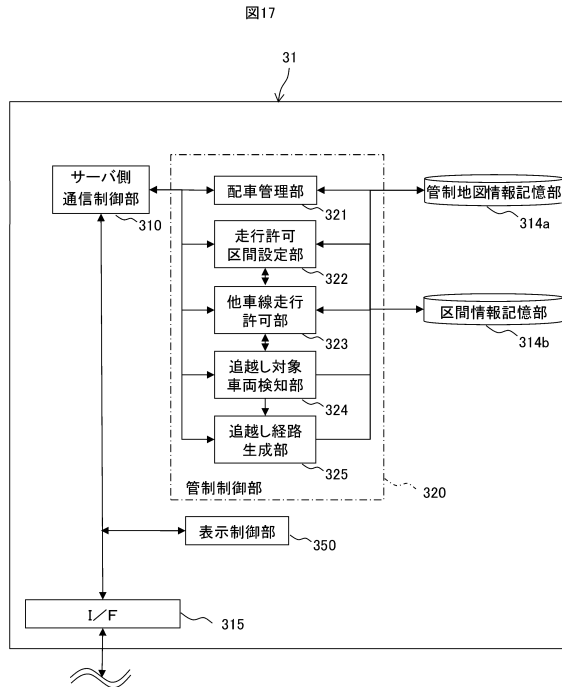 図17
31
サーバ側
通信制御部
310
配車管理部
321
管制地図情報記憶部
314a
走行許可
区間設定部
322
他車線走行
許可部
323
区間情報記憶部
314b
追越し対象
車両検知部
324
追越し経路
生成部
325
管制制御部
320
表示制御部
350
I/F
315